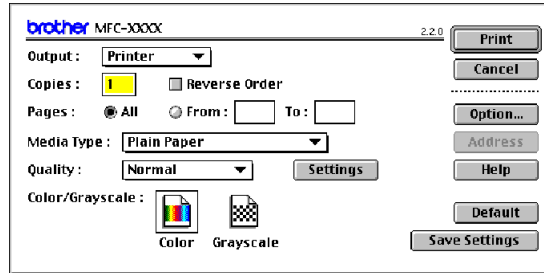 brother MFC-XXXX 2.2.0 Print
Output : Printer
Cancel
Copies : 1 Reverse Order
Pages : All From : To : Option...
Media Type : Plain Paper Address
Quality : Normal Settings Help
Color/Grayscale :
Default
Color Grayscale Save Settings